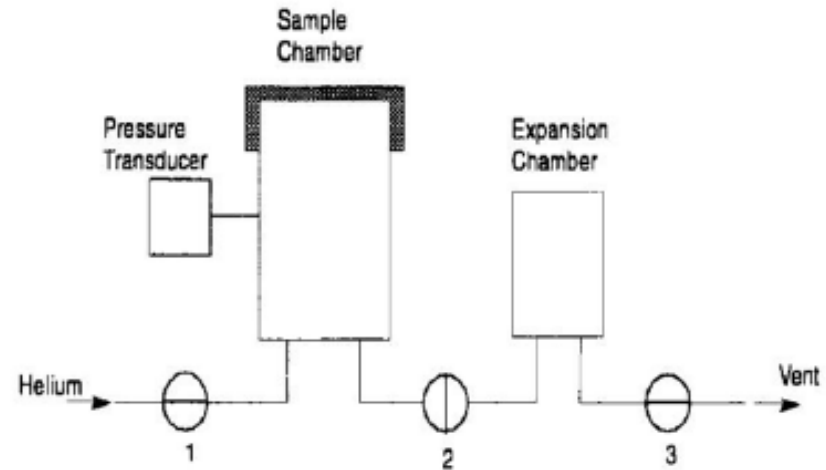 Sample
Chamber
Pressure
Transducer
Expansion
Chamber
Helium
Vent
1
2
3